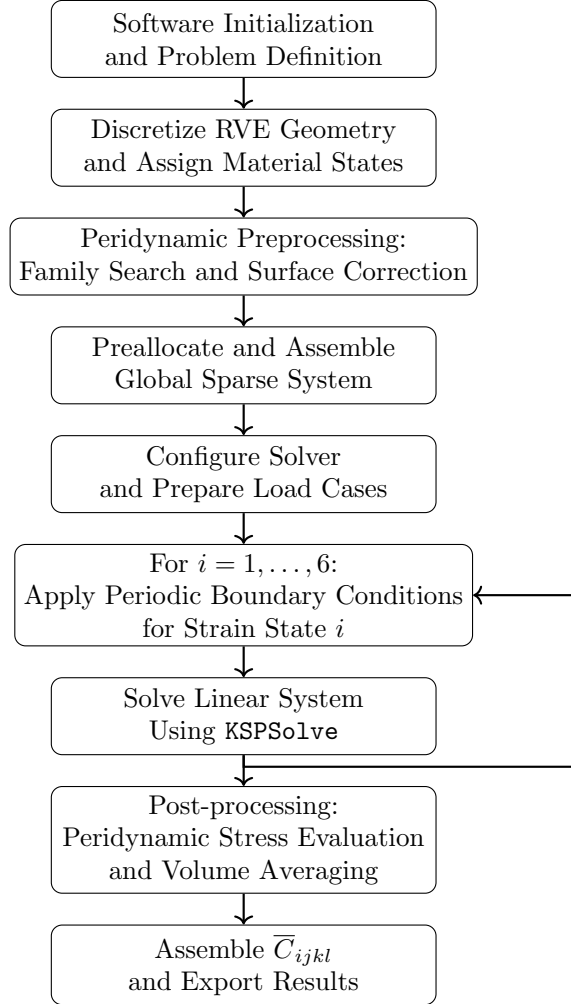 Software Initialization
and Problem Definition
Discretize RVE Geometry
and Assign Material States
Peridynamic Preprocessing:
Family Search and Surface Correction
Preallocate and Assemble
Global Sparse System
Configure Solver
and Prepare Load Cases
For $i = 1, \ldots, 6$:
Apply Periodic Boundary Conditions
for Strain State $i$
Solve Linear System
Using KSPSolve
Post-processing:
Peridynamic Stress Evaluation
and Volume Averaging
Assemble $\overline{C}_{ijkl}$
and Export Results